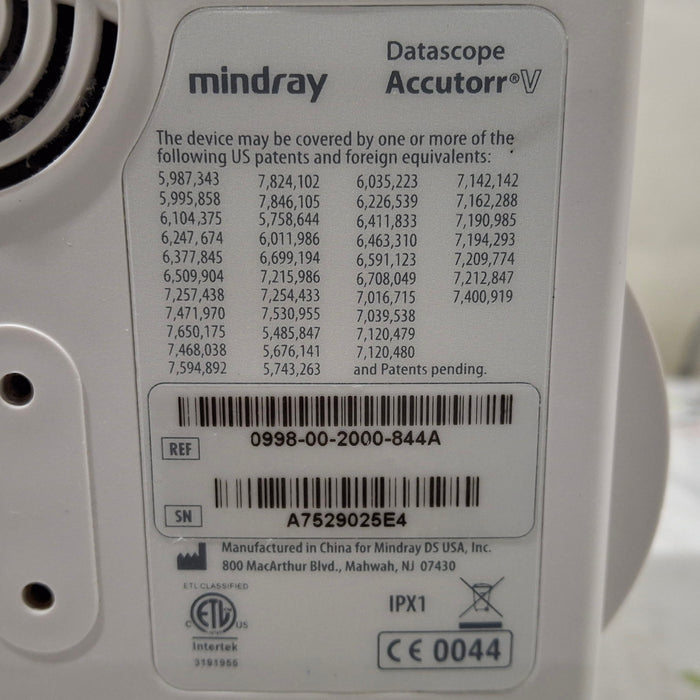 mindray
Datascope
Accutorr® V
The device may be covered by one or more of the
following US patents and foreign equivalents:
5,987,343 7,824,102 6,035,223 7,142,142
5,995,858 7,846,105 6,226,539 7,162,288
6,104,375 5,758,644 6,411,833 7,190,985
6,247,674 6,011,986 6,463,310 7,194,293
6,377,845 6,699,194 6,591,123 7,209,774
6,509,904 7,215,986 6,708,049 7,212,847
7,257,438 7,254,433 7,016,715 7,400,919
7,471,970 7,530,955 7,039,538
7,650,175 5,485,847 7,120,479
7,468,038 5,676,141 7,120,480
7,594,892 5,743,263 and Patents pending.
REF 0998-00-2000-844A
SN A7529025E4
Manufactured in China for Mindray DS USA, Inc.
800 MacArthur Blvd., Mahwah, NJ 07430
ETL CLASSIFIED
C ETL US
Intertek
3191955
IPX1
CE 0044